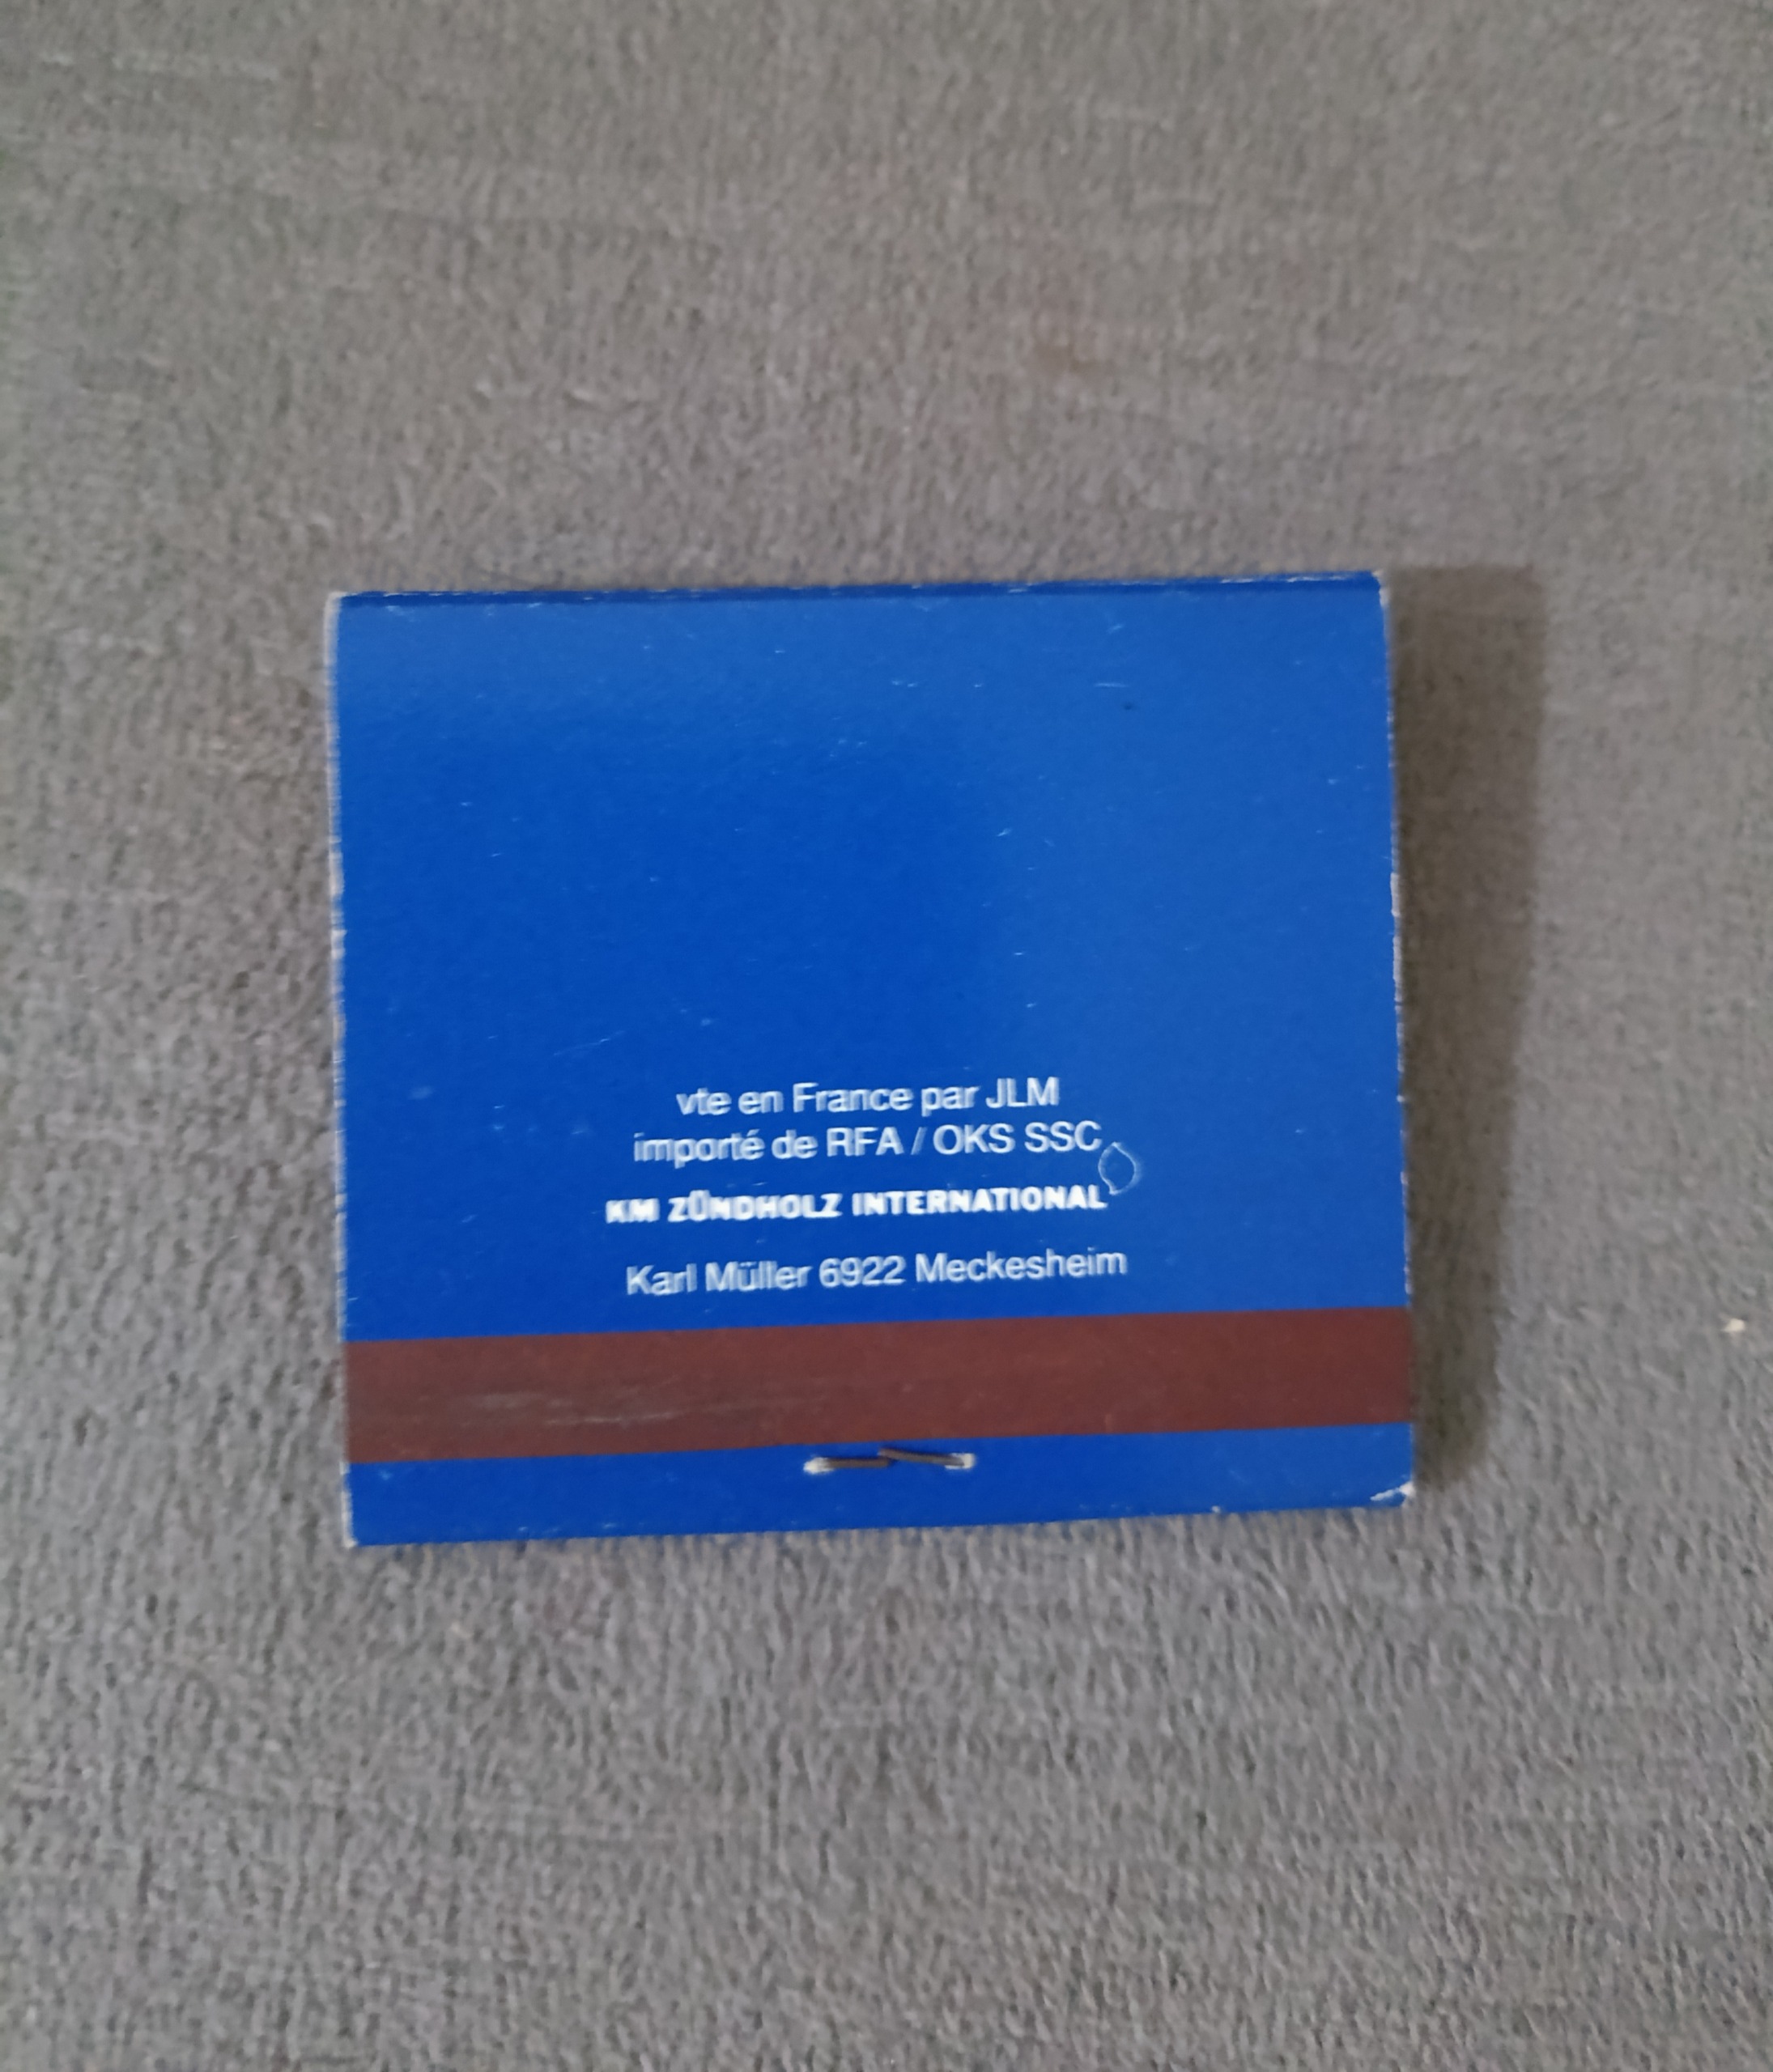 vte en France par JLM
importé de RFA / OKS SSC
KM ZÜNDHOLZ INTERNATIONAL
Karl Müller 6922 Meckesheim